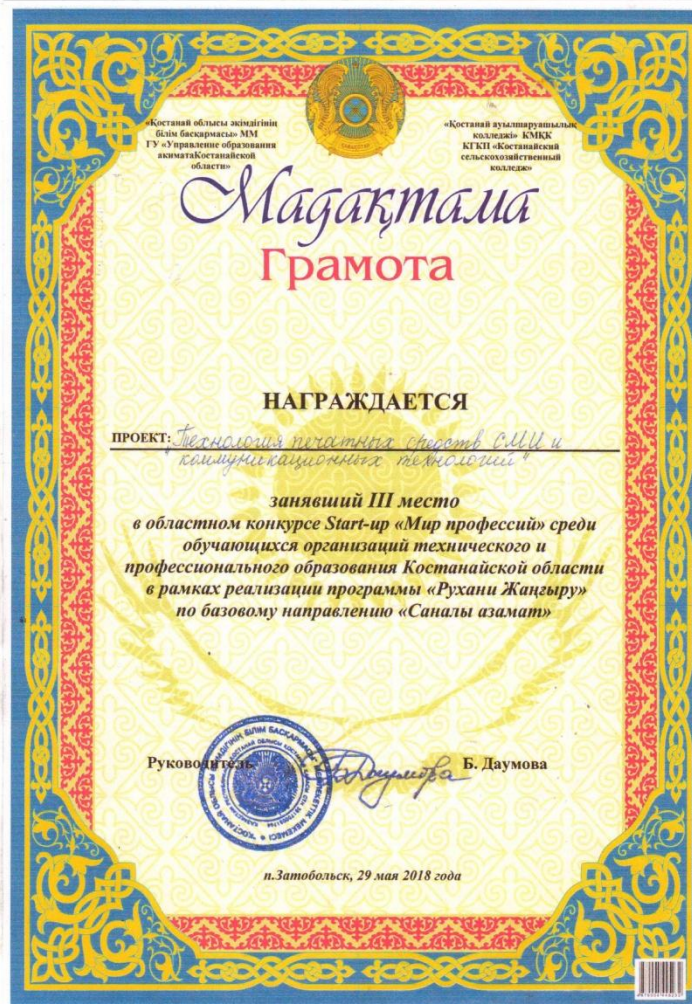 «Қостанай облысы әкімдігінің
білім басқармасы» ММ
ГУ «Управление образования
акиматаКостанайской
области»
«Қостанай ауылшаруашылық
колледжі» КМҚК
КГКП «Костанайский
сельскохозяйственный
колледж»
Мадақтама
Грамота
НАГРАЖДАЕТСЯ
ПРОЕКТ: „Технология печатных средств СМИ и
коммуникационных технологий"
занявший III место
в областном конкурсе Start-up «Мир профессий» среди
обучающихся организаций технического и
профессионального образования Костанайской области
в рамках реализации программы «Рухани Жаңғыру»
по базовому направлению «Саналы азамат»
Руководитель
Б. Даумова
п.Затобольск, 29 мая 2018 года